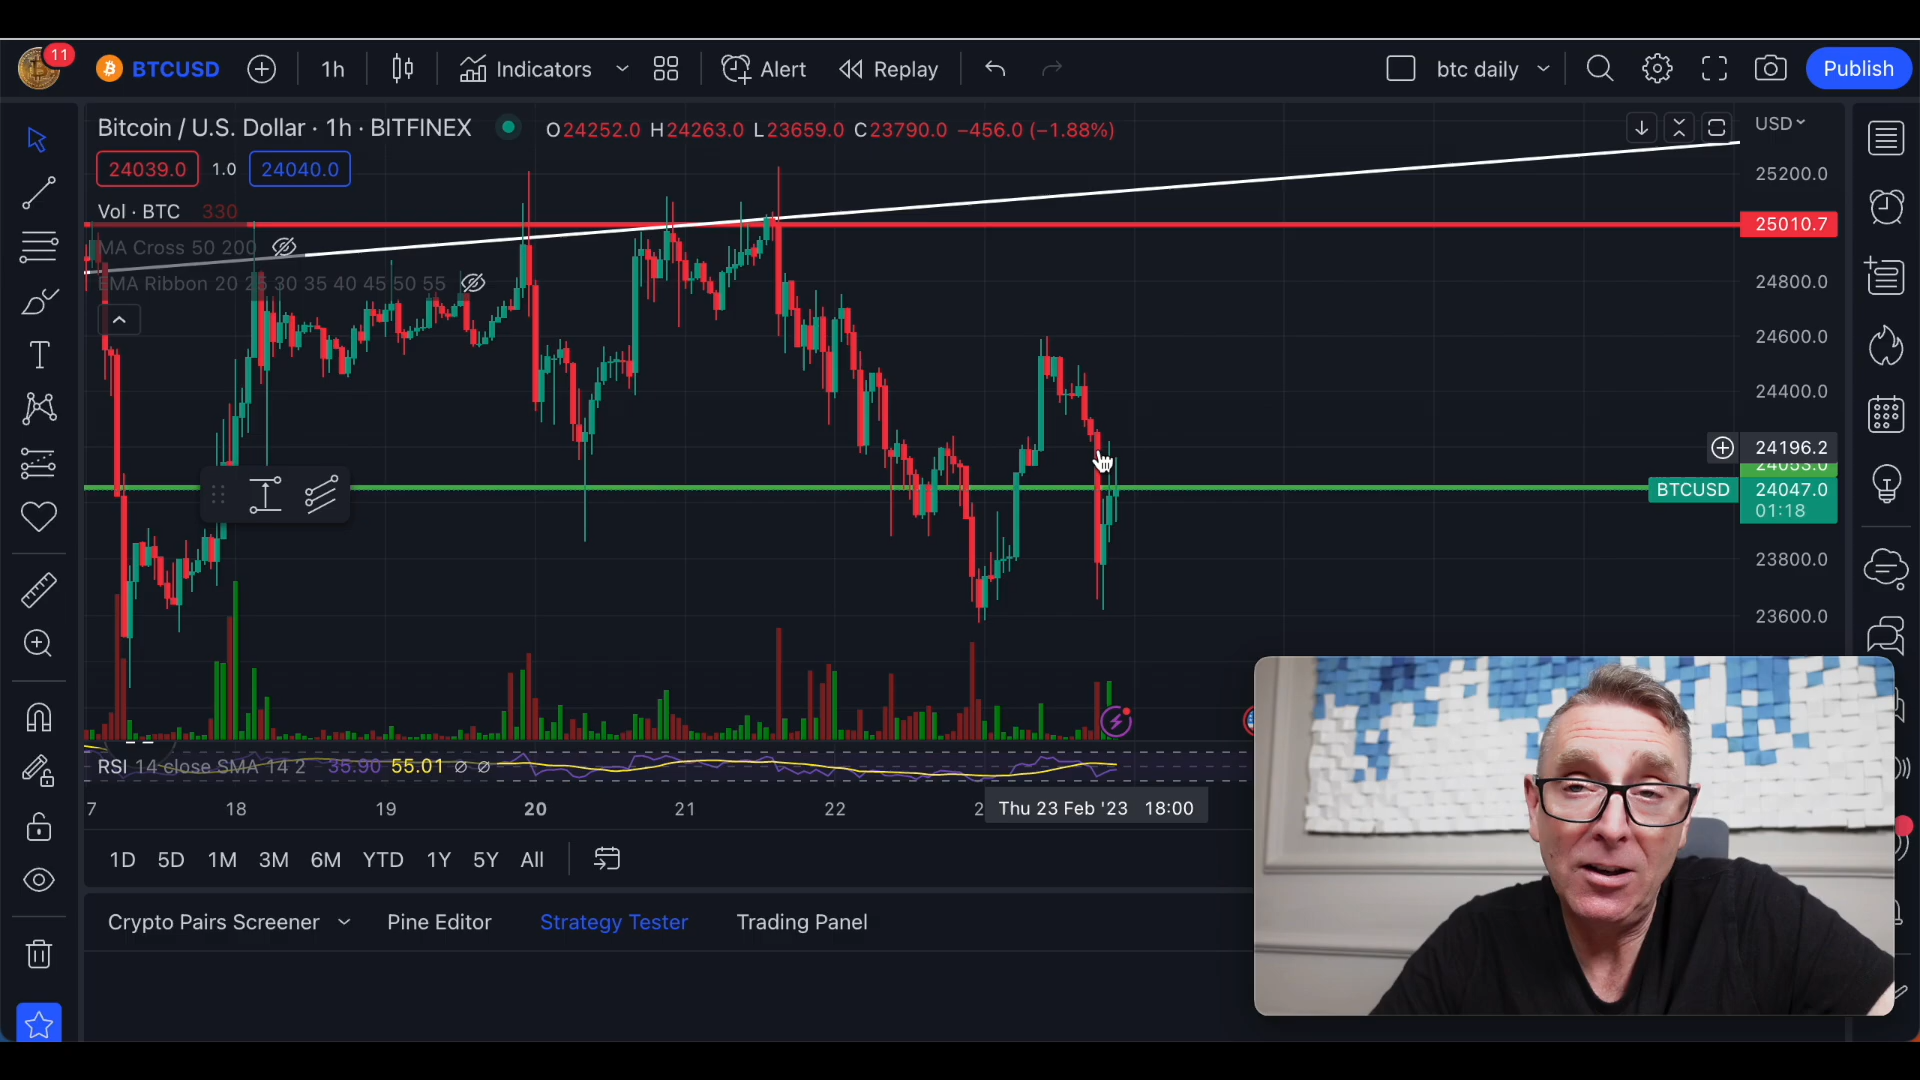 11
BTCUSD
1h
Indicators
Alert
Replay
btc daily
Publish
Bitcoin / U.S. Dollar · 1h · BITFINEX
O24252.0 H24263.0 L23659.0 C23790.0 −456.0 (−1.88%)
USD
24039.0 1.0 24040.0
25200.0
Vol · BTC 330
25010.7
MA Cross 50 200
EMA Ribbon 20 25 30 35 40 45 50 55
24800.0
24600.0
24400.0
24196.2
24053.0
BTCUSD 24047.0
01:18
23800.0
23600.0
RSI 14 close SMA 14 2 35.90 55.01 ∅ ∅
7 18 19 20 21 22 2
Thu 23 Feb '23 18:00
1D 5D 1M 3M 6M YTD 1Y 5Y All
Crypto Pairs Screener
Pine Editor
Strategy Tester
Trading Panel